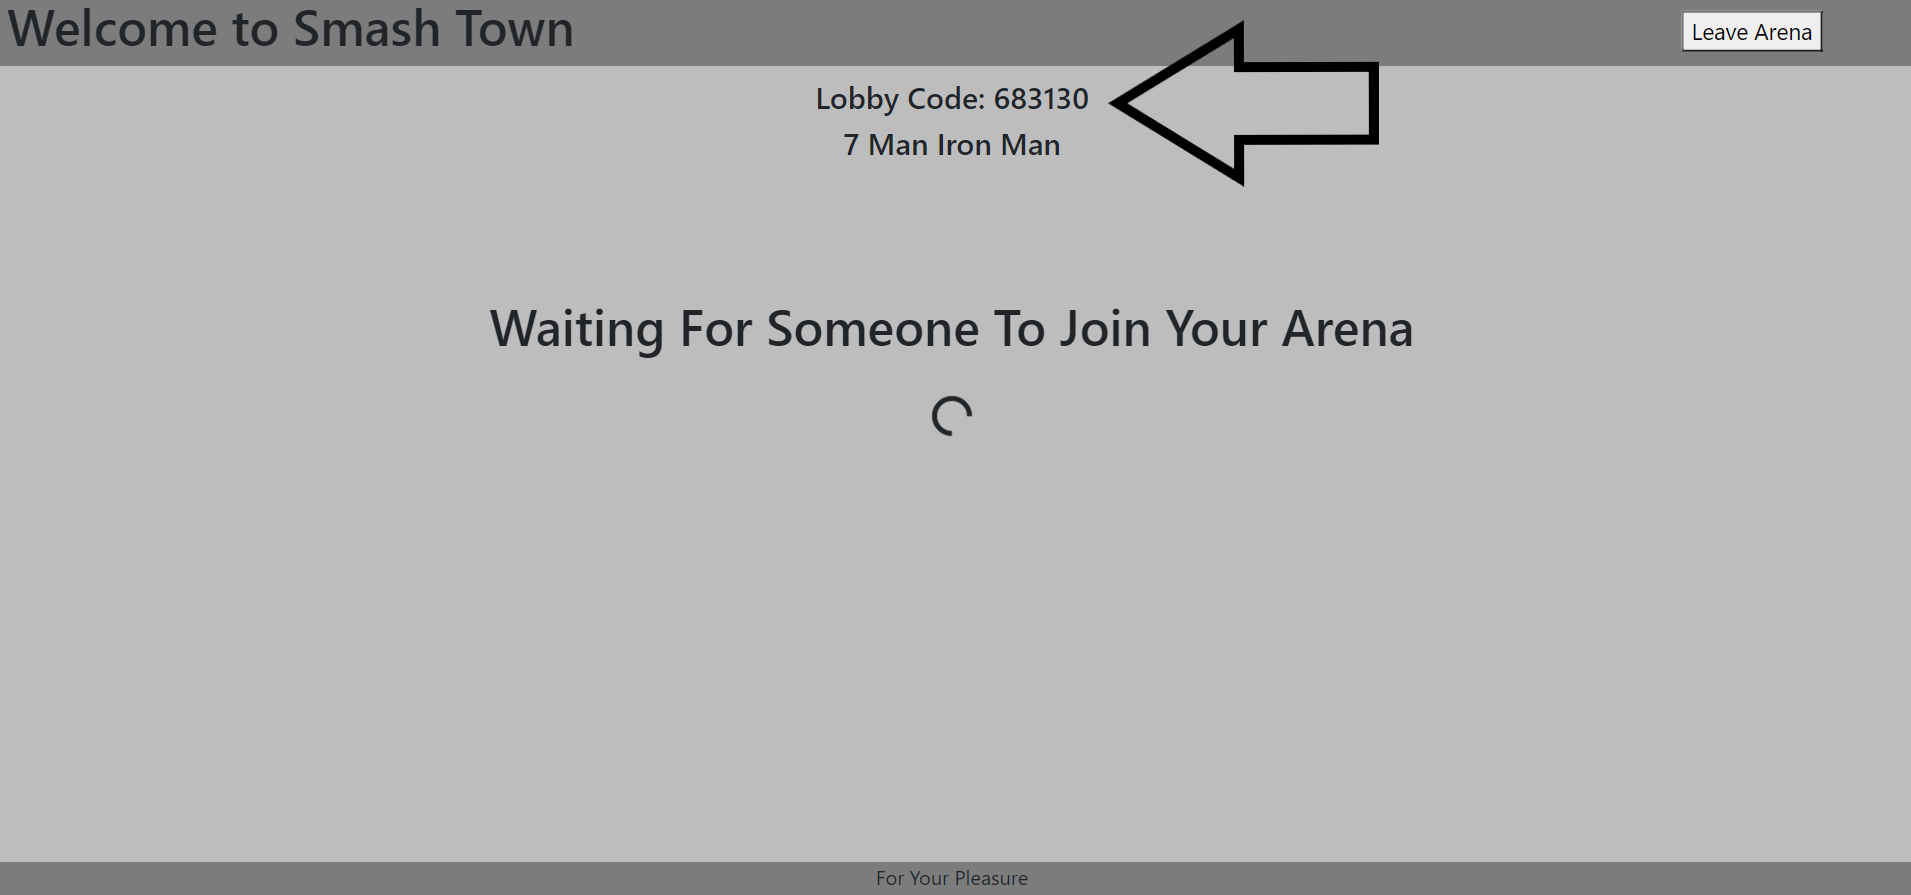 Welcome to Smash Town
Leave Arena
Lobby Code: 683130
7 Man Iron Man
Waiting For Someone To Join Your Arena
For Your Pleasure